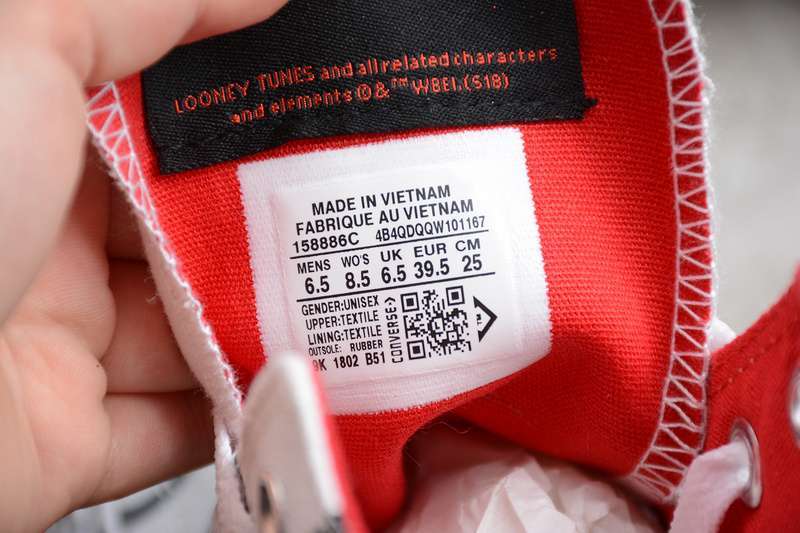 LOONEY TUNES and all related characters
and elements © & ™ WBEI. (S18)
MADE IN VIETNAM
FABRIQUE AU VIETNAM
158886C 4B4QDQQW101167
MENS WO'S UK EUR CM
6.5 8.5 6.5 39.5 25
GENDER:UNISEX
UPPER:TEXTILE
LINING:TEXTILE
OUTSOLE: RUBBER
1802 B51
CONVERSE